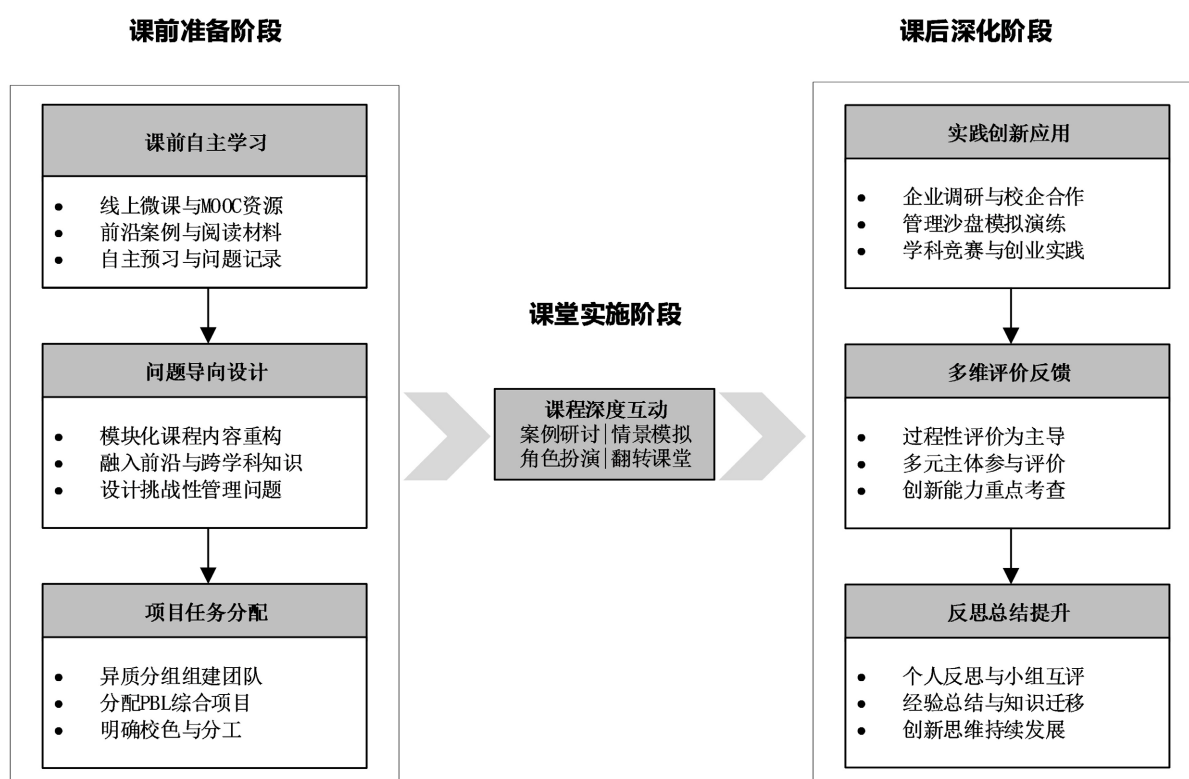 课前准备阶段
课前自主学习
• 线上微课与MOOC资源
• 前沿案例与阅读材料
• 自主预习与问题记录
问题导向设计
• 模块化课程内容重构
• 融入前沿与跨学科知识
• 设计挑战性管理问题
项目任务分配
• 异质分组组建团队
• 分配PBL综合项目
• 明确校色与分工
课堂实施阶段
课程深度互动
案例研讨|情景模拟
角色扮演|翻转课堂
课后深化阶段
实践创新应用
• 企业调研与校企合作
• 管理沙盘模拟演练
• 学科竞赛与创业实践
多维评价反馈
• 过程性评价为主导
• 多元主体参与评价
• 创新能力重点考查
反思总结提升
• 个人反思与小组互评
• 经验总结与知识迁移
• 创新思维持续发展